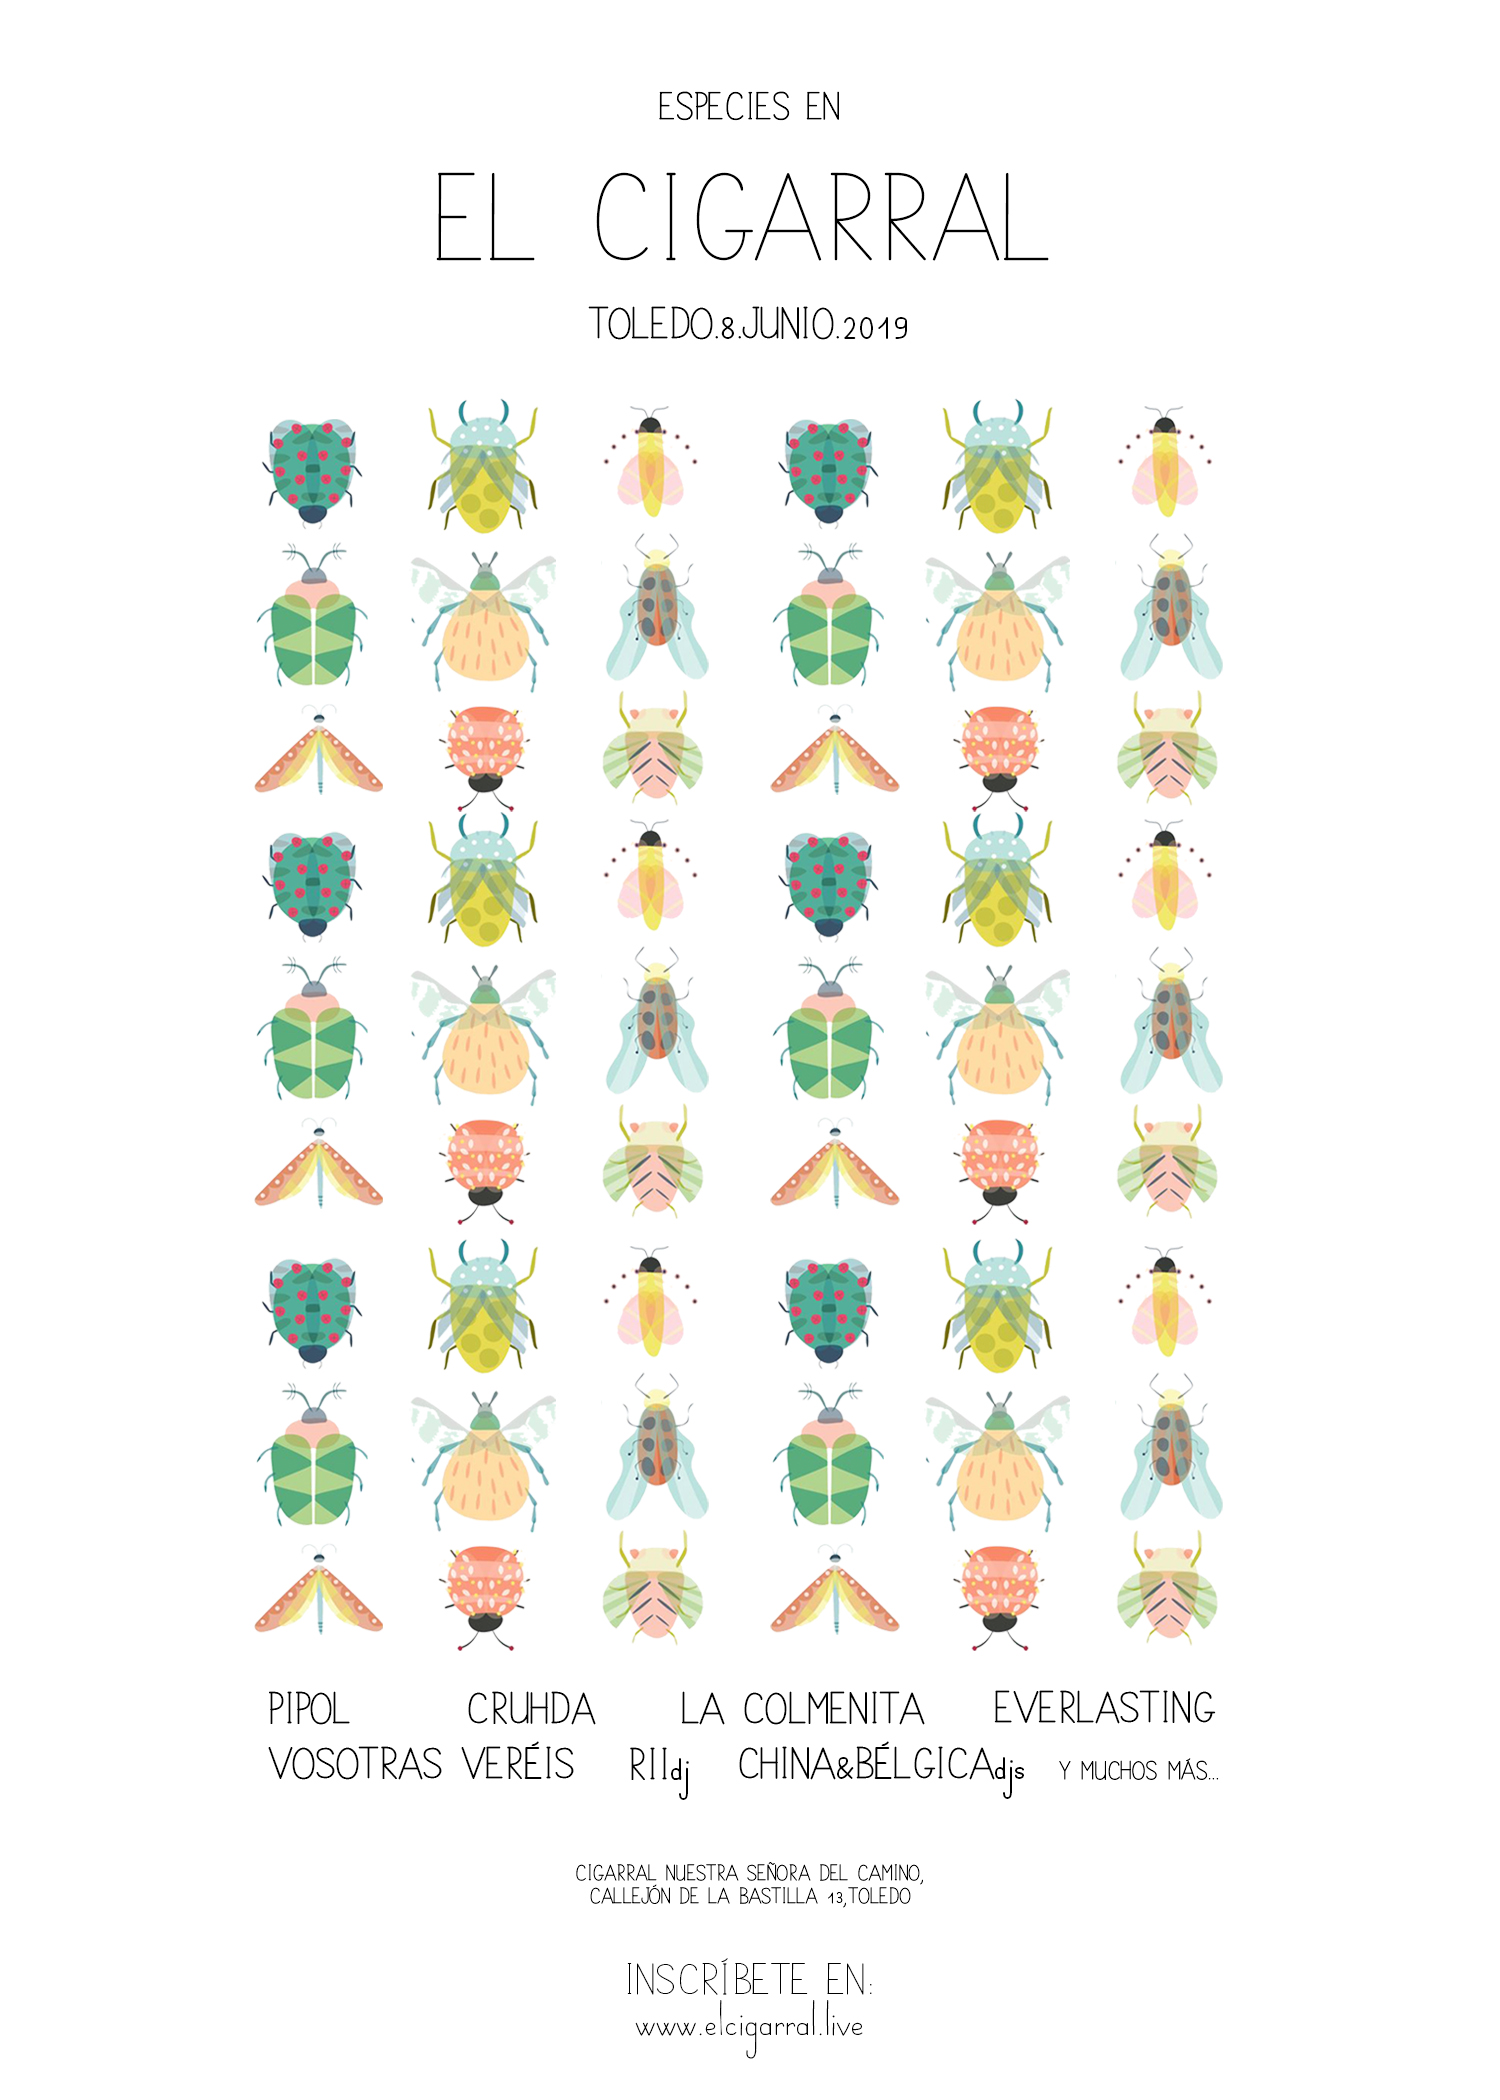 ESPECIES EN
EL CIGARRAL
TOLEDO.8.JUNIO.2019
PIPOL CRUHDA LA COLMENITA EVERLASTING
VOSOTRAS VERÉIS RIIdj CHINA&BÉLGICAdjs Y MUCHOS MÁS...
CIGARRAL NUESTRA SEÑORA DEL CAMINO,
CALLEJÓN DE LA BASTILLA 13,TOLEDO
INSCRÍBETE EN:
www.elcigarral.live